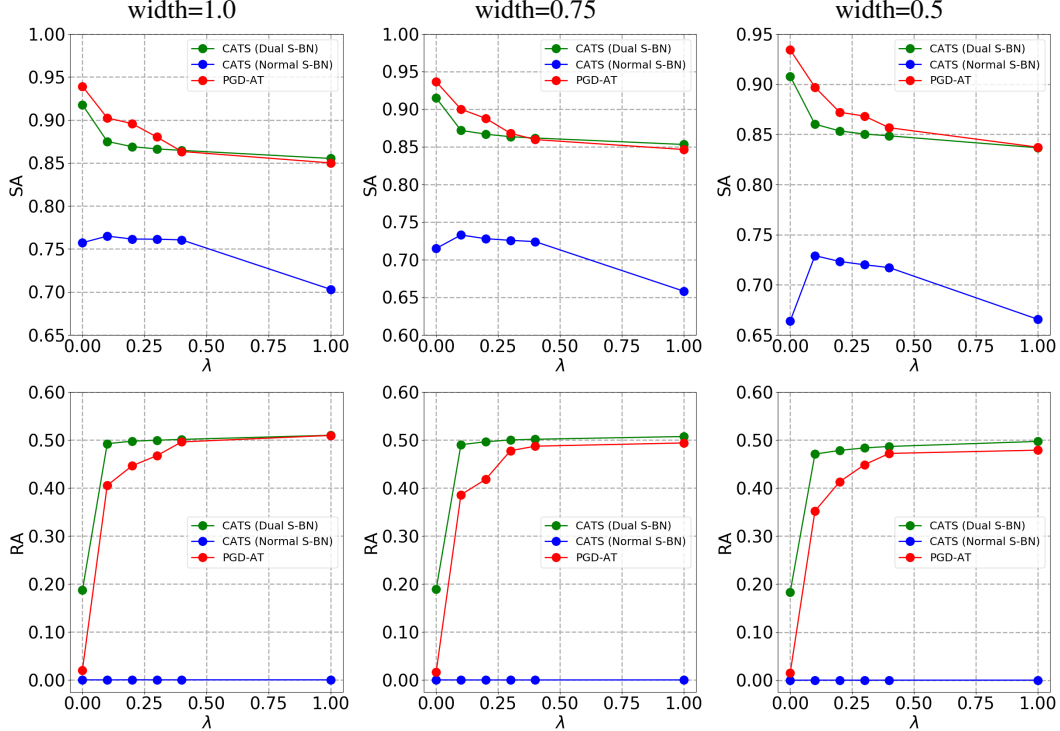 width=1.0
width=0.75
width=0.5
1.00
0.95
0.90
0.85
0.80
0.75
0.70
0.65
SA
CATS (Dual S-BN)
CATS (Normal S-BN)
PGD-AT
0.00 0.25 0.50 0.75 1.00
λ
1.00
0.95
0.90
0.85
0.80
0.75
0.70
0.65
0.60
SA
CATS (Dual S-BN)
CATS (Normal S-BN)
PGD-AT
0.00 0.25 0.50 0.75 1.00
λ
0.95
0.90
0.85
0.80
0.75
0.70
0.65
SA
CATS (Dual S-BN)
CATS (Normal S-BN)
PGD-AT
0.00 0.25 0.50 0.75 1.00
λ
0.60
0.50
0.40
0.30
0.20
0.10
0.00
RA
CATS (Dual S-BN)
CATS (Normal S-BN)
PGD-AT
0.00 0.25 0.50 0.75 1.00
λ
0.60
0.50
0.40
0.30
0.20
0.10
0.00
RA
CATS (Dual S-BN)
CATS (Normal S-BN)
PGD-AT
0.00 0.25 0.50 0.75 1.00
λ
0.60
0.50
0.40
0.30
0.20
0.10
0.00
RA
CATS (Dual S-BN)
CATS (Normal S-BN)
PGD-AT
0.00 0.25 0.50 0.75 1.00
λ